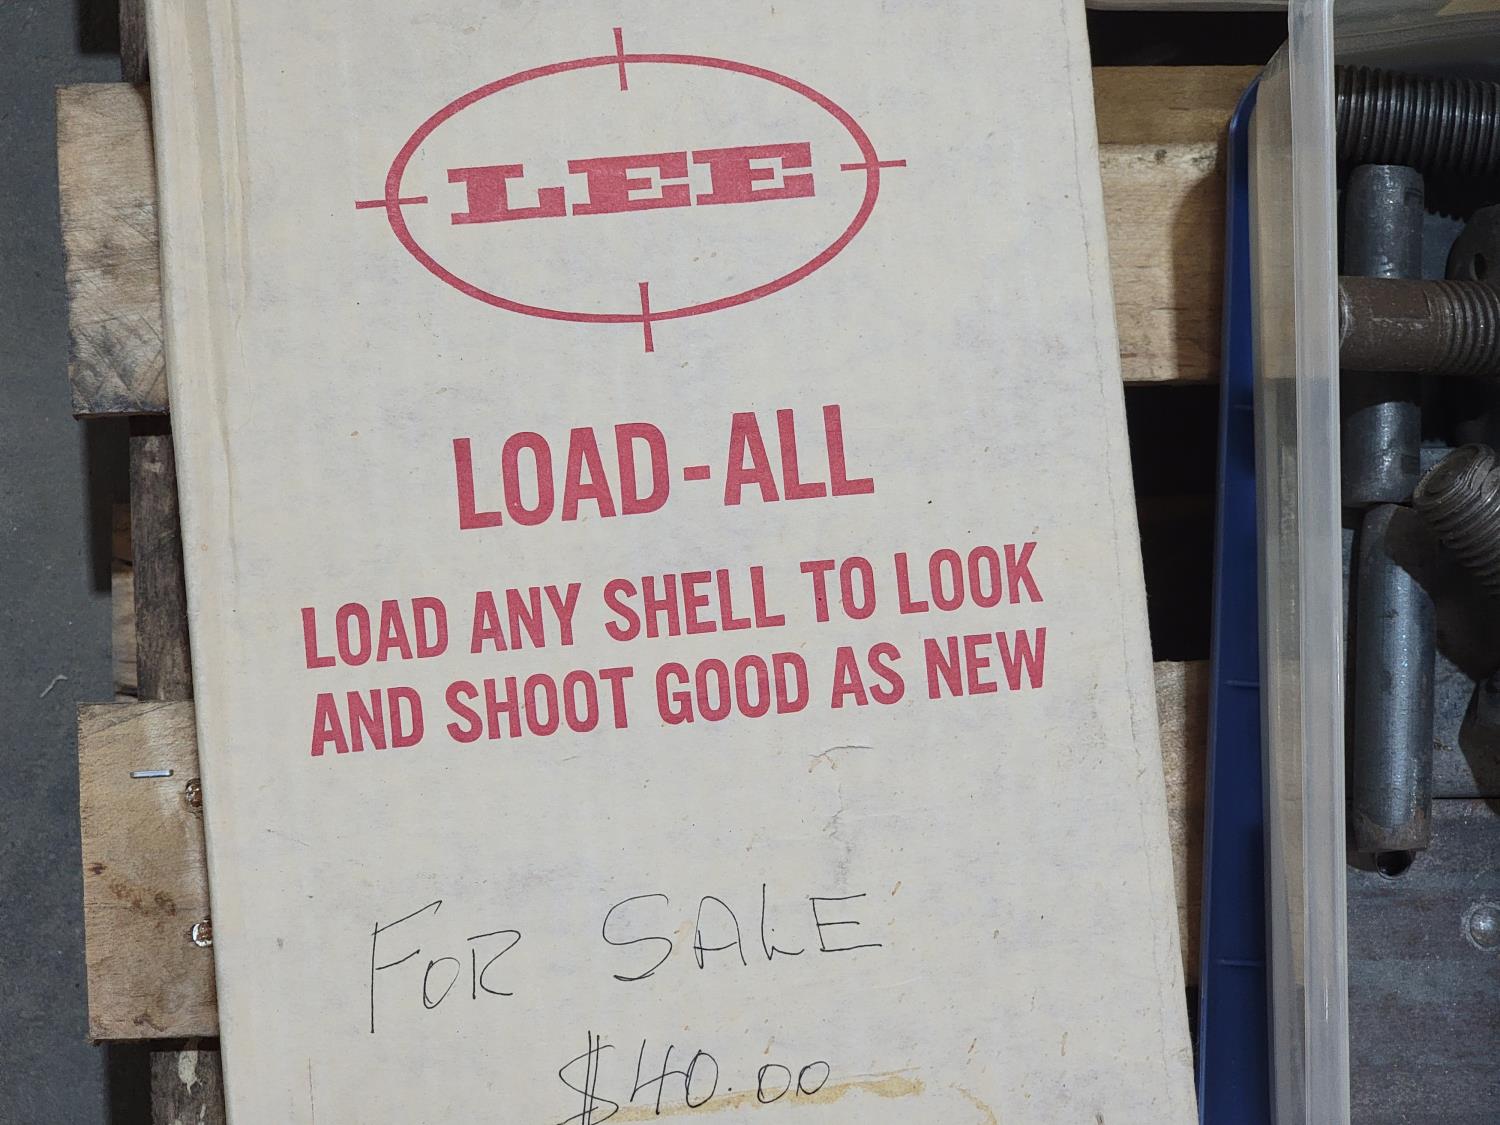 LEE
LOAD-ALL
LOAD ANY SHELL TO LOOK
AND SHOOT GOOD AS NEW
FOR SALE
$40.00